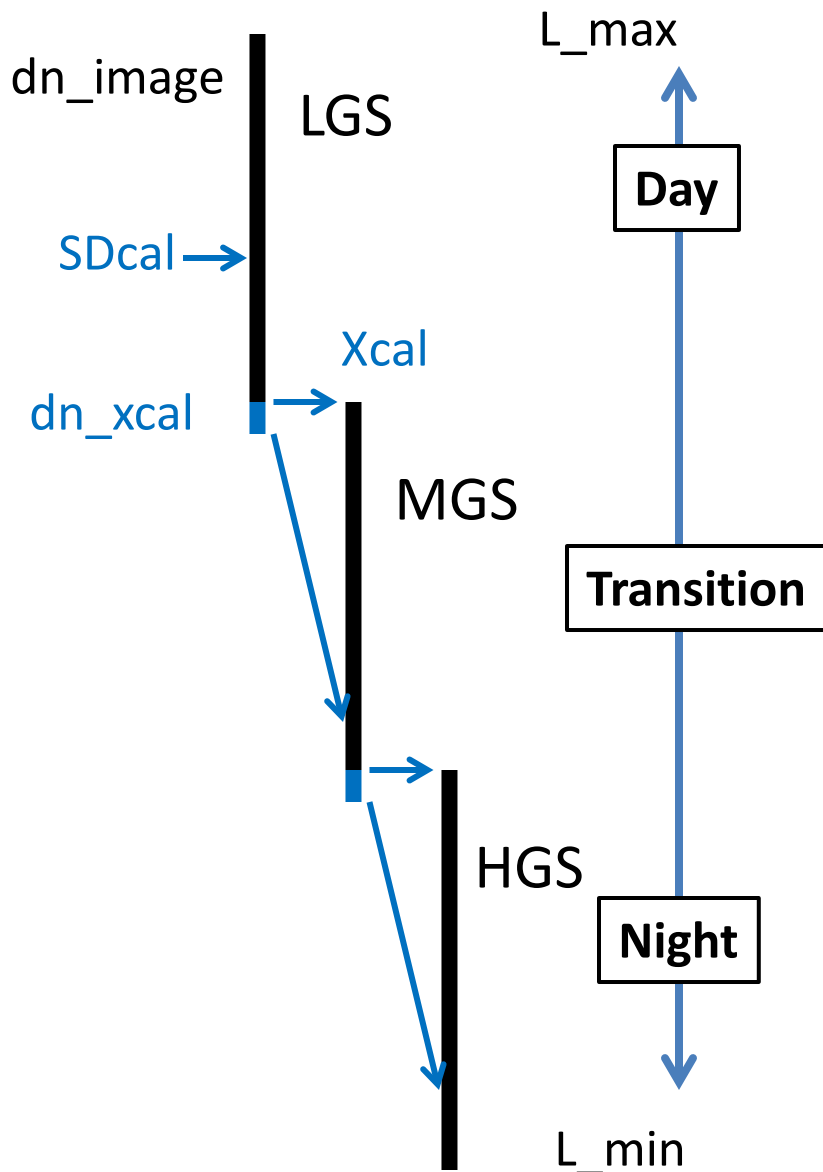 L_max
dn_image
LGS
Day
SDcal
Xcal
dn_xcal
MGS
Transition
HGS
Night
L_min